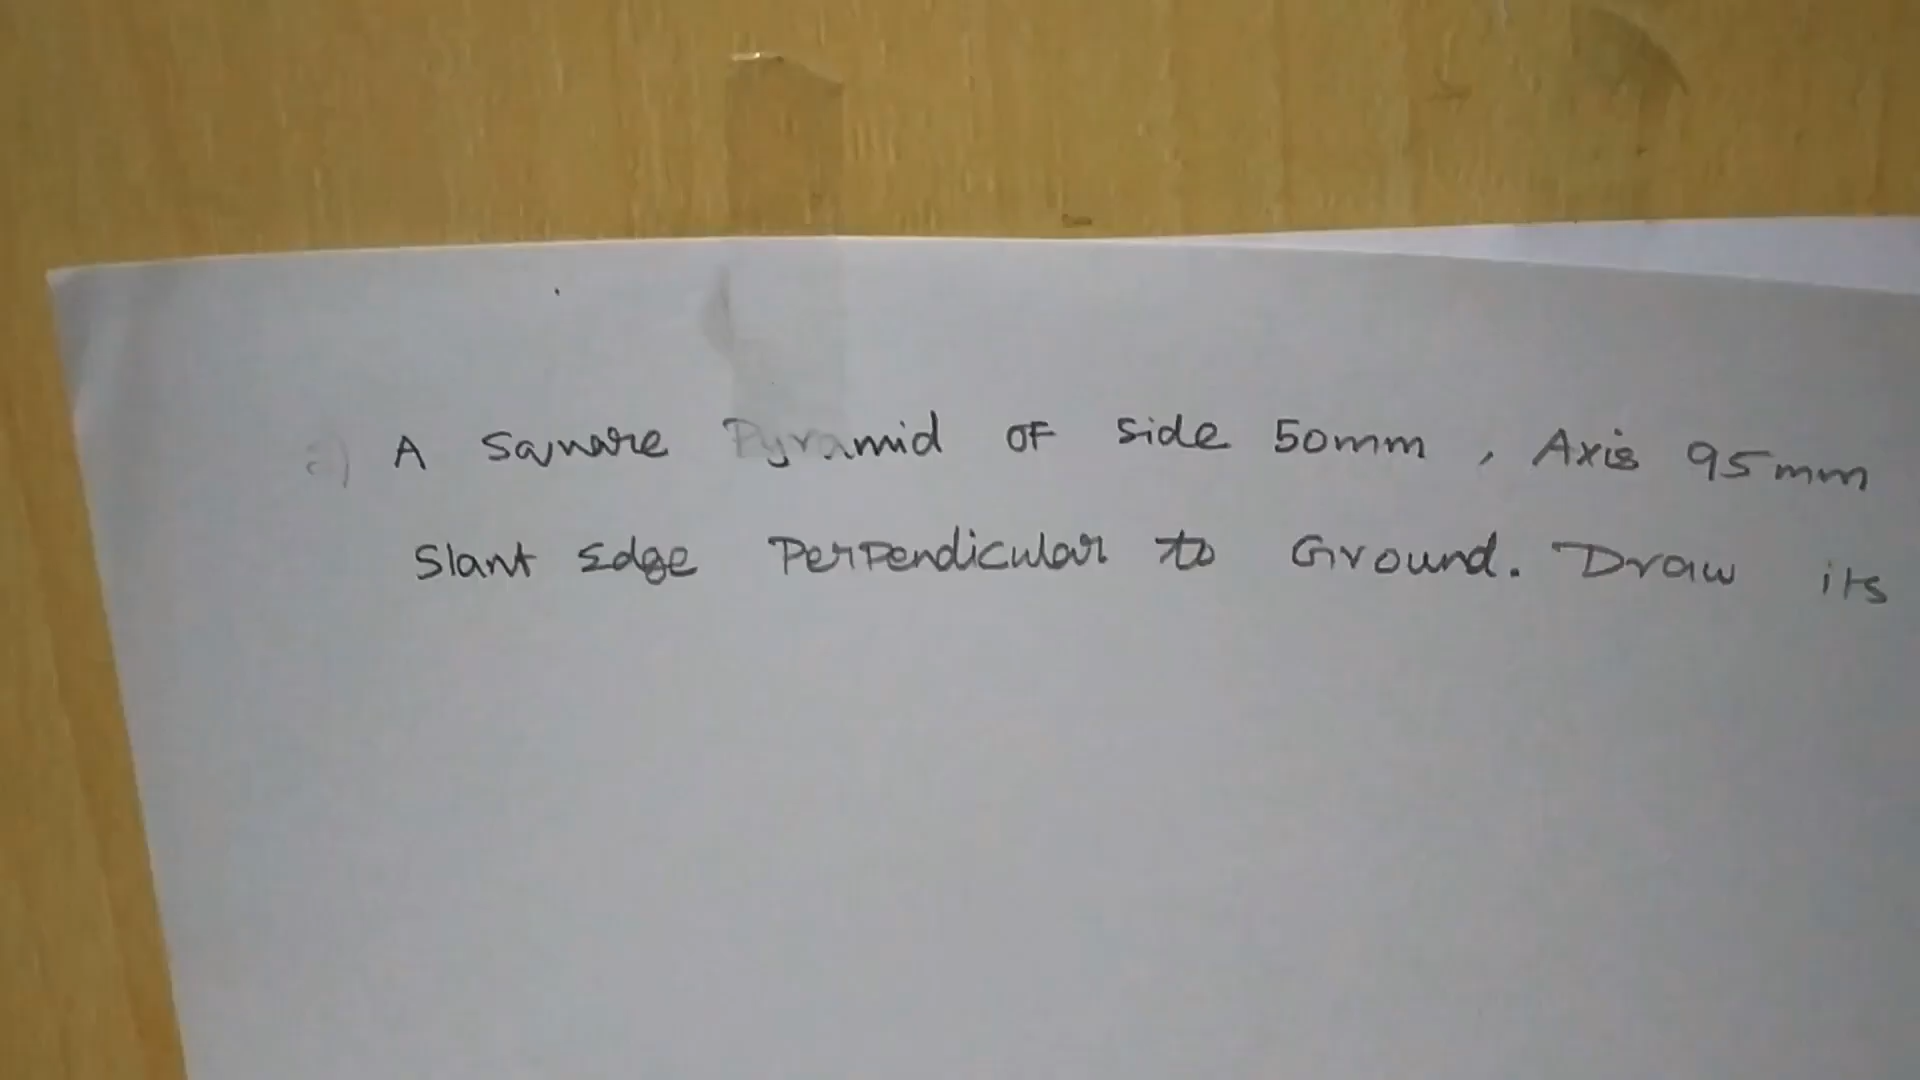 A Square Pyramid OF side 50mm , Axis 95mm
Slant Edge Perpendicular to Ground. Draw its